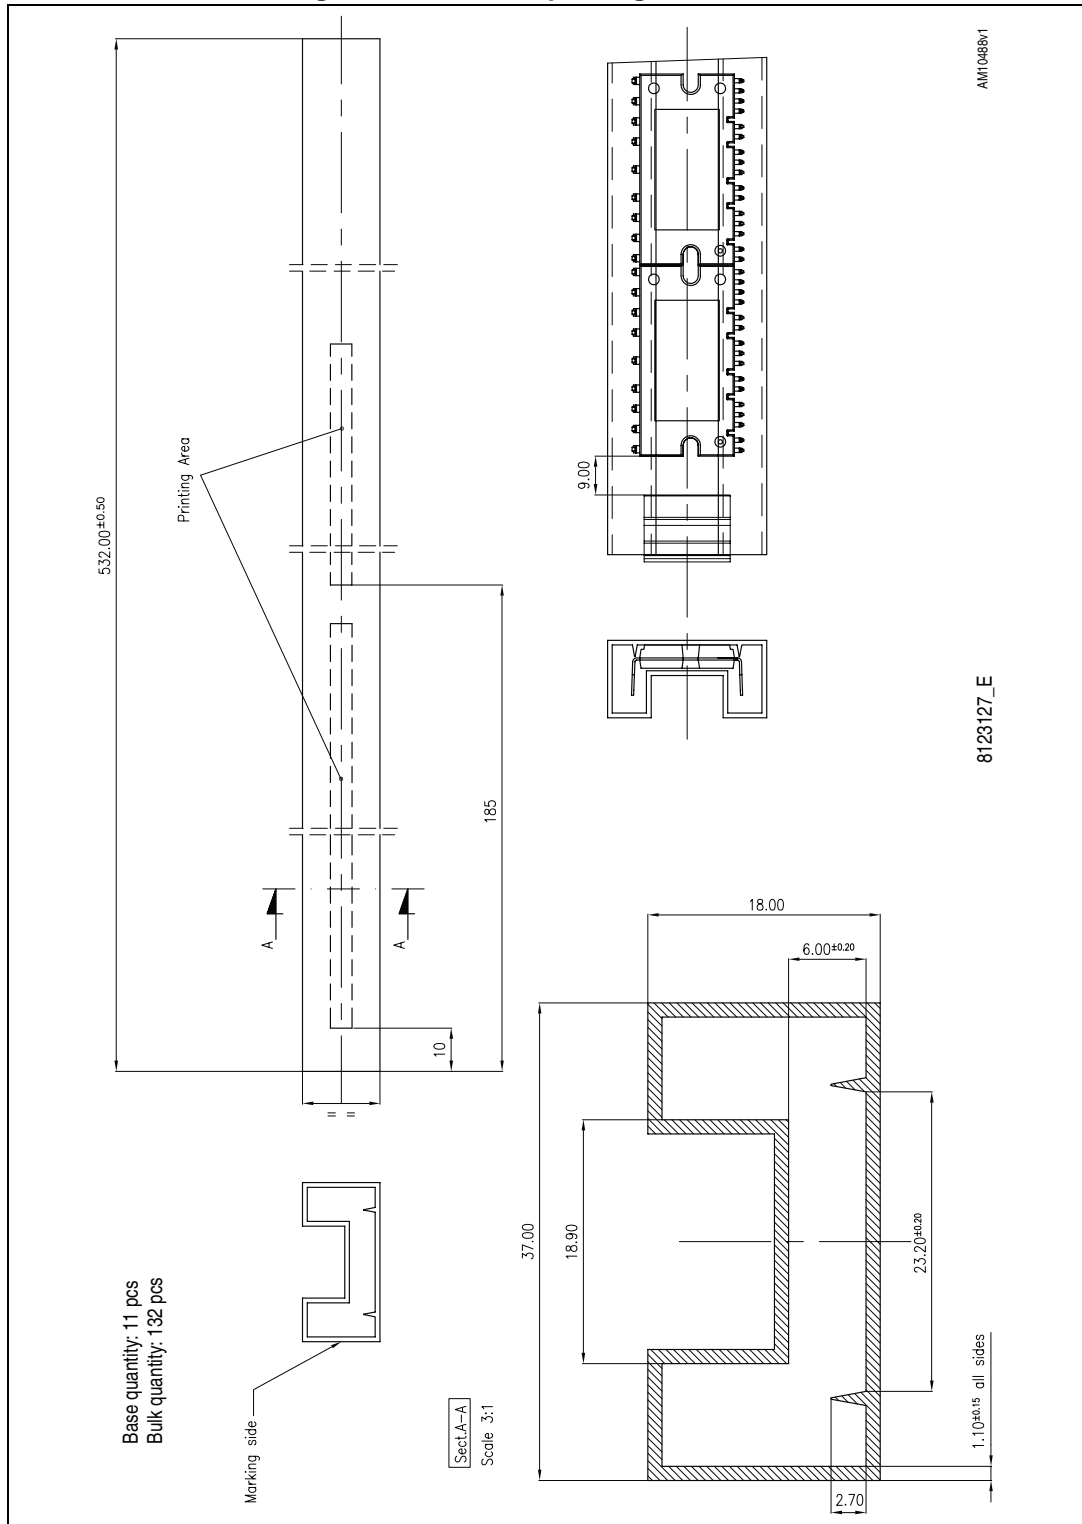 AM10488v1
532.00±0.50
Printing Area
9.00
185
A
A
10
= =
8123127_E
Base quantity: 11 pcs
Bulk quantity: 132 pcs
Marking side
Sect.A-A
Scale 3:1
18.00
6.00±0.20
37.00
18.90
23.20±0.20
1.10±0.15 all sides
2.70